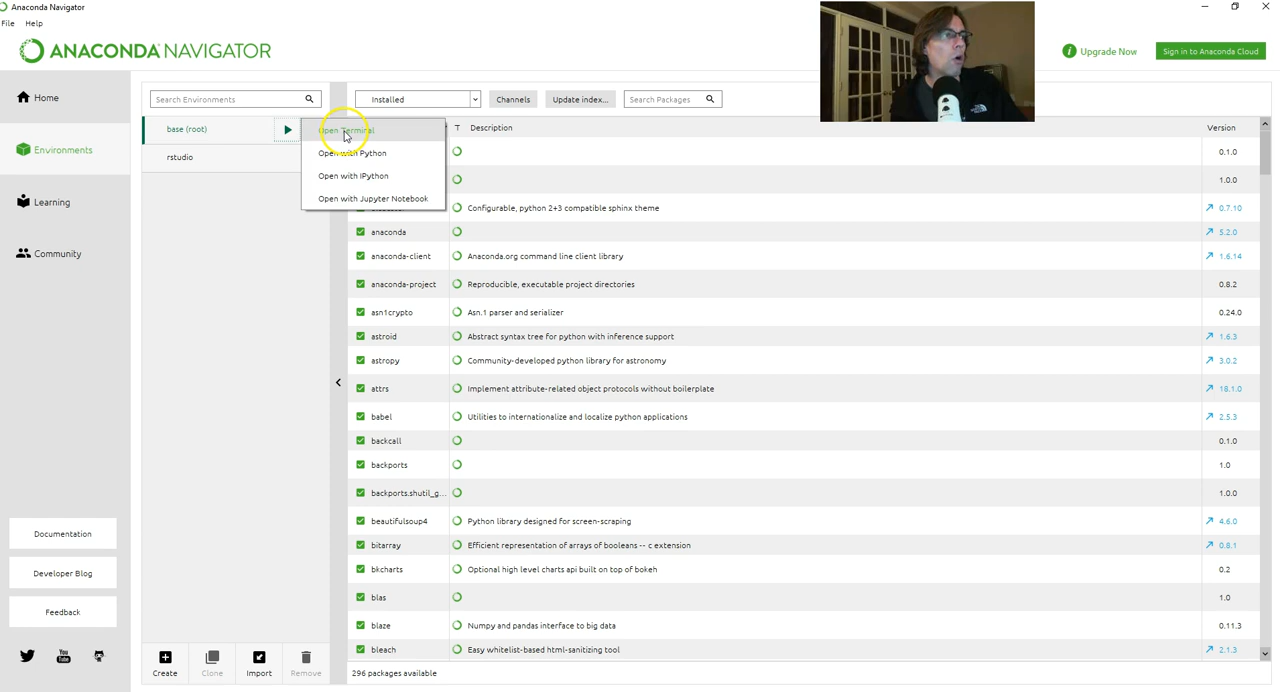 Anaconda Navigator
File Help
ANACONDA NAVIGATOR
Upgrade Now
Sign in to Anaconda Cloud
Home
Environments
Learning
Community
Documentation
Developer Blog
Feedback
You Tube
Search Environments
base (root)
rstudio
Open Terminal
Open with Python
Open with IPython
Open with Jupyter Notebook
Create Clone Import Remove
Installed Channels Update index... Search Packages
T Description Version
0.1.0
1.0.0
Configurable, python 2+3 compatible sphinx theme 0.7.10
anaconda 5.2.0
anaconda-client Anaconda.org command line client library 1.6.14
anaconda-project Reproducible, executable project directories 0.8.2
asn1crypto Asn.1 parser and serializer 0.24.0
astroid Abstract syntax tree for python with inference support 1.6.3
astropy Community-developed python library for astronomy 3.0.2
attrs Implement attribute-related object protocols without boilerplate 18.1.0
babel Utilities to internationalize and localize python applications 2.5.3
backcall 0.1.0
backports 1.0
backports.shutil_g... 1.0.0
beautifulsoup4 Python library designed for screen-scraping 4.6.0
bitarray Efficient representation of arrays of booleans -- c extension 0.8.1
bkcharts Optional high level charts api built on top of bokeh 0.2
blas 1.0
blaze Numpy and pandas interface to big data 0.11.3
bleach Easy whitelist-based html-sanitizing tool 2.1.3
296 packages available